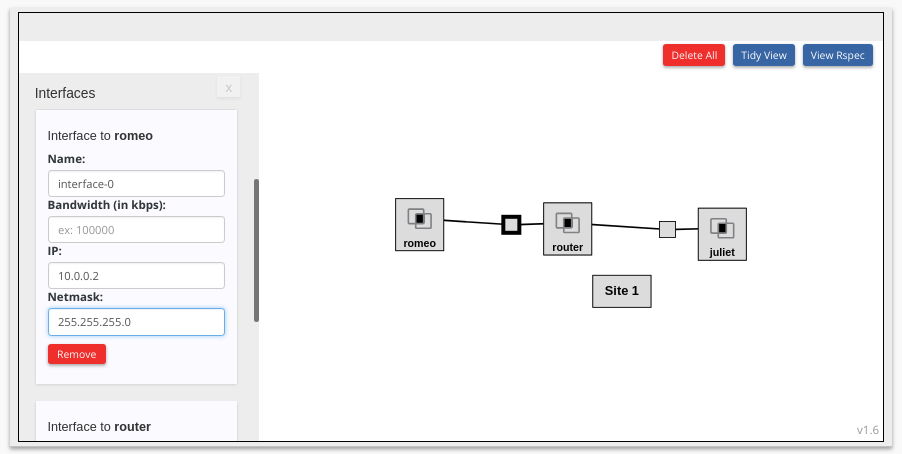 Delete All
Tidy View
View Rspec
Interfaces
x
Interface to romeo
Name:
interface-0
Bandwidth (in kbps):
ex: 100000
IP:
10.0.0.2
Netmask:
255.255.255.0
Remove
Interface to router
romeo
router
juliet
Site 1
v1.6